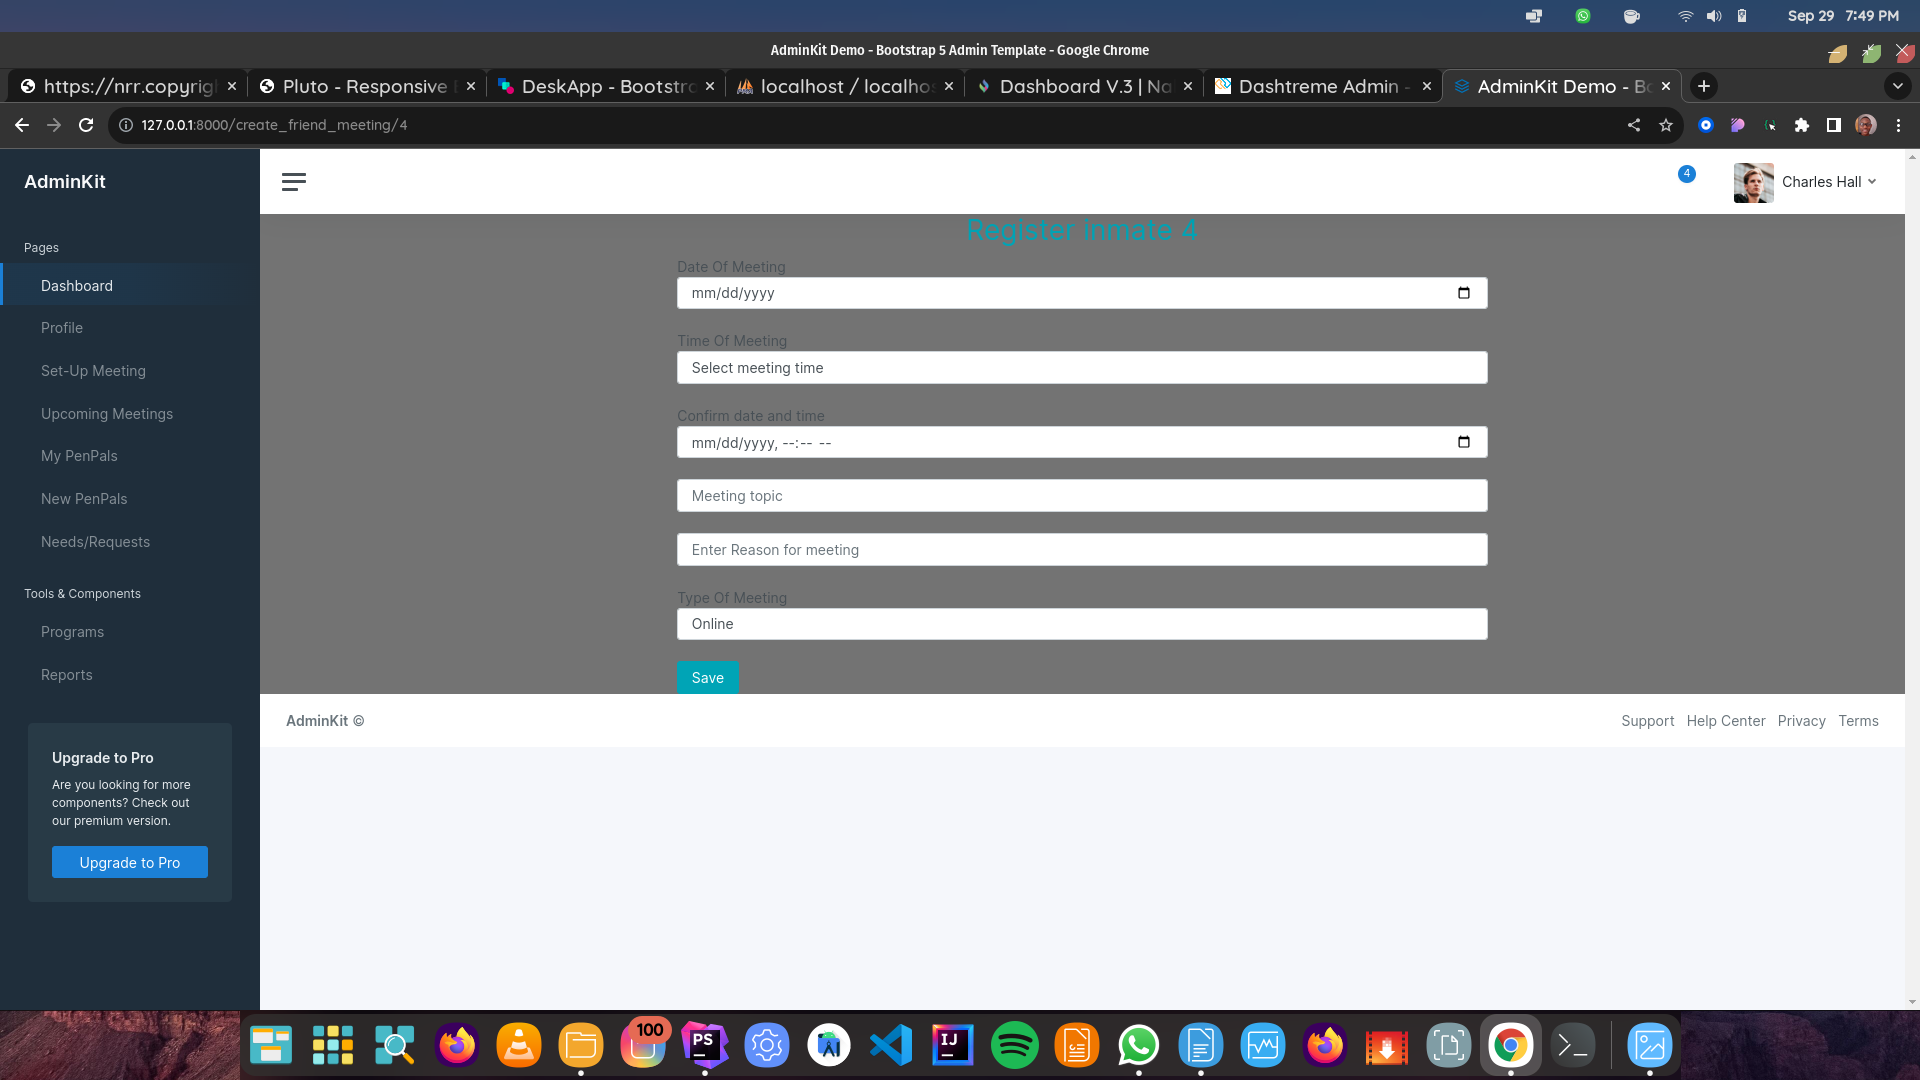 Sep 29 7:49 PM
AdminKit Demo - Bootstrap 5 Admin Template - Google Chrome
https://nrr.copyrig
Pluto - Responsive
DeskApp - Bootstr
localhost / localho
Dashboard V.3 | Na
Dashtreme Admin -
AdminKit Demo - Bo
127.0.0.1:8000/create_friend_meeting/4
AdminKit
4
Charles Hall
Pages
Dashboard
Profile
Set-Up Meeting
Upcoming Meetings
My PenPals
New PenPals
Needs/Requests
Tools & Components
Programs
Reports
Upgrade to Pro
Are you looking for more
components? Check out
our premium version.
Upgrade to Pro
Register Inmate 4
Date Of Meeting
mm/dd/yyyy
Time Of Meeting
Select meeting time
Confirm date and time
mm/dd/yyyy, --:-- --
Meeting topic
Enter Reason for meeting
Type Of Meeting
Online
Save
AdminKit ©
Support Help Center Privacy Terms
100
PS
IJ